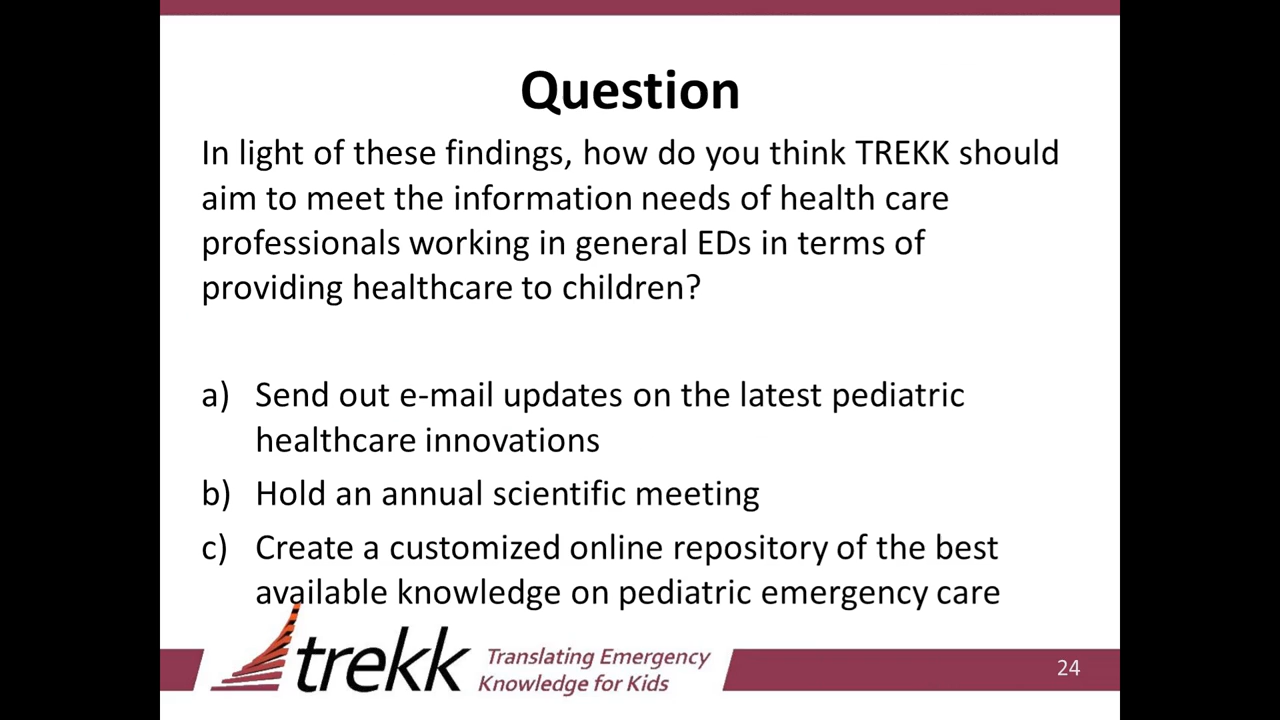 Question
In light of these findings, how do you think TREKK should
aim to meet the information needs of health care
professionals working in general EDs in terms of
providing healthcare to children?
a) Send out e-mail updates on the latest pediatric
healthcare innovations
b) Hold an annual scientific meeting
c) Create a customized online repository of the best
available knowledge on pediatric emergency care
trekk
Translating Emergency
Knowledge for Kids
24